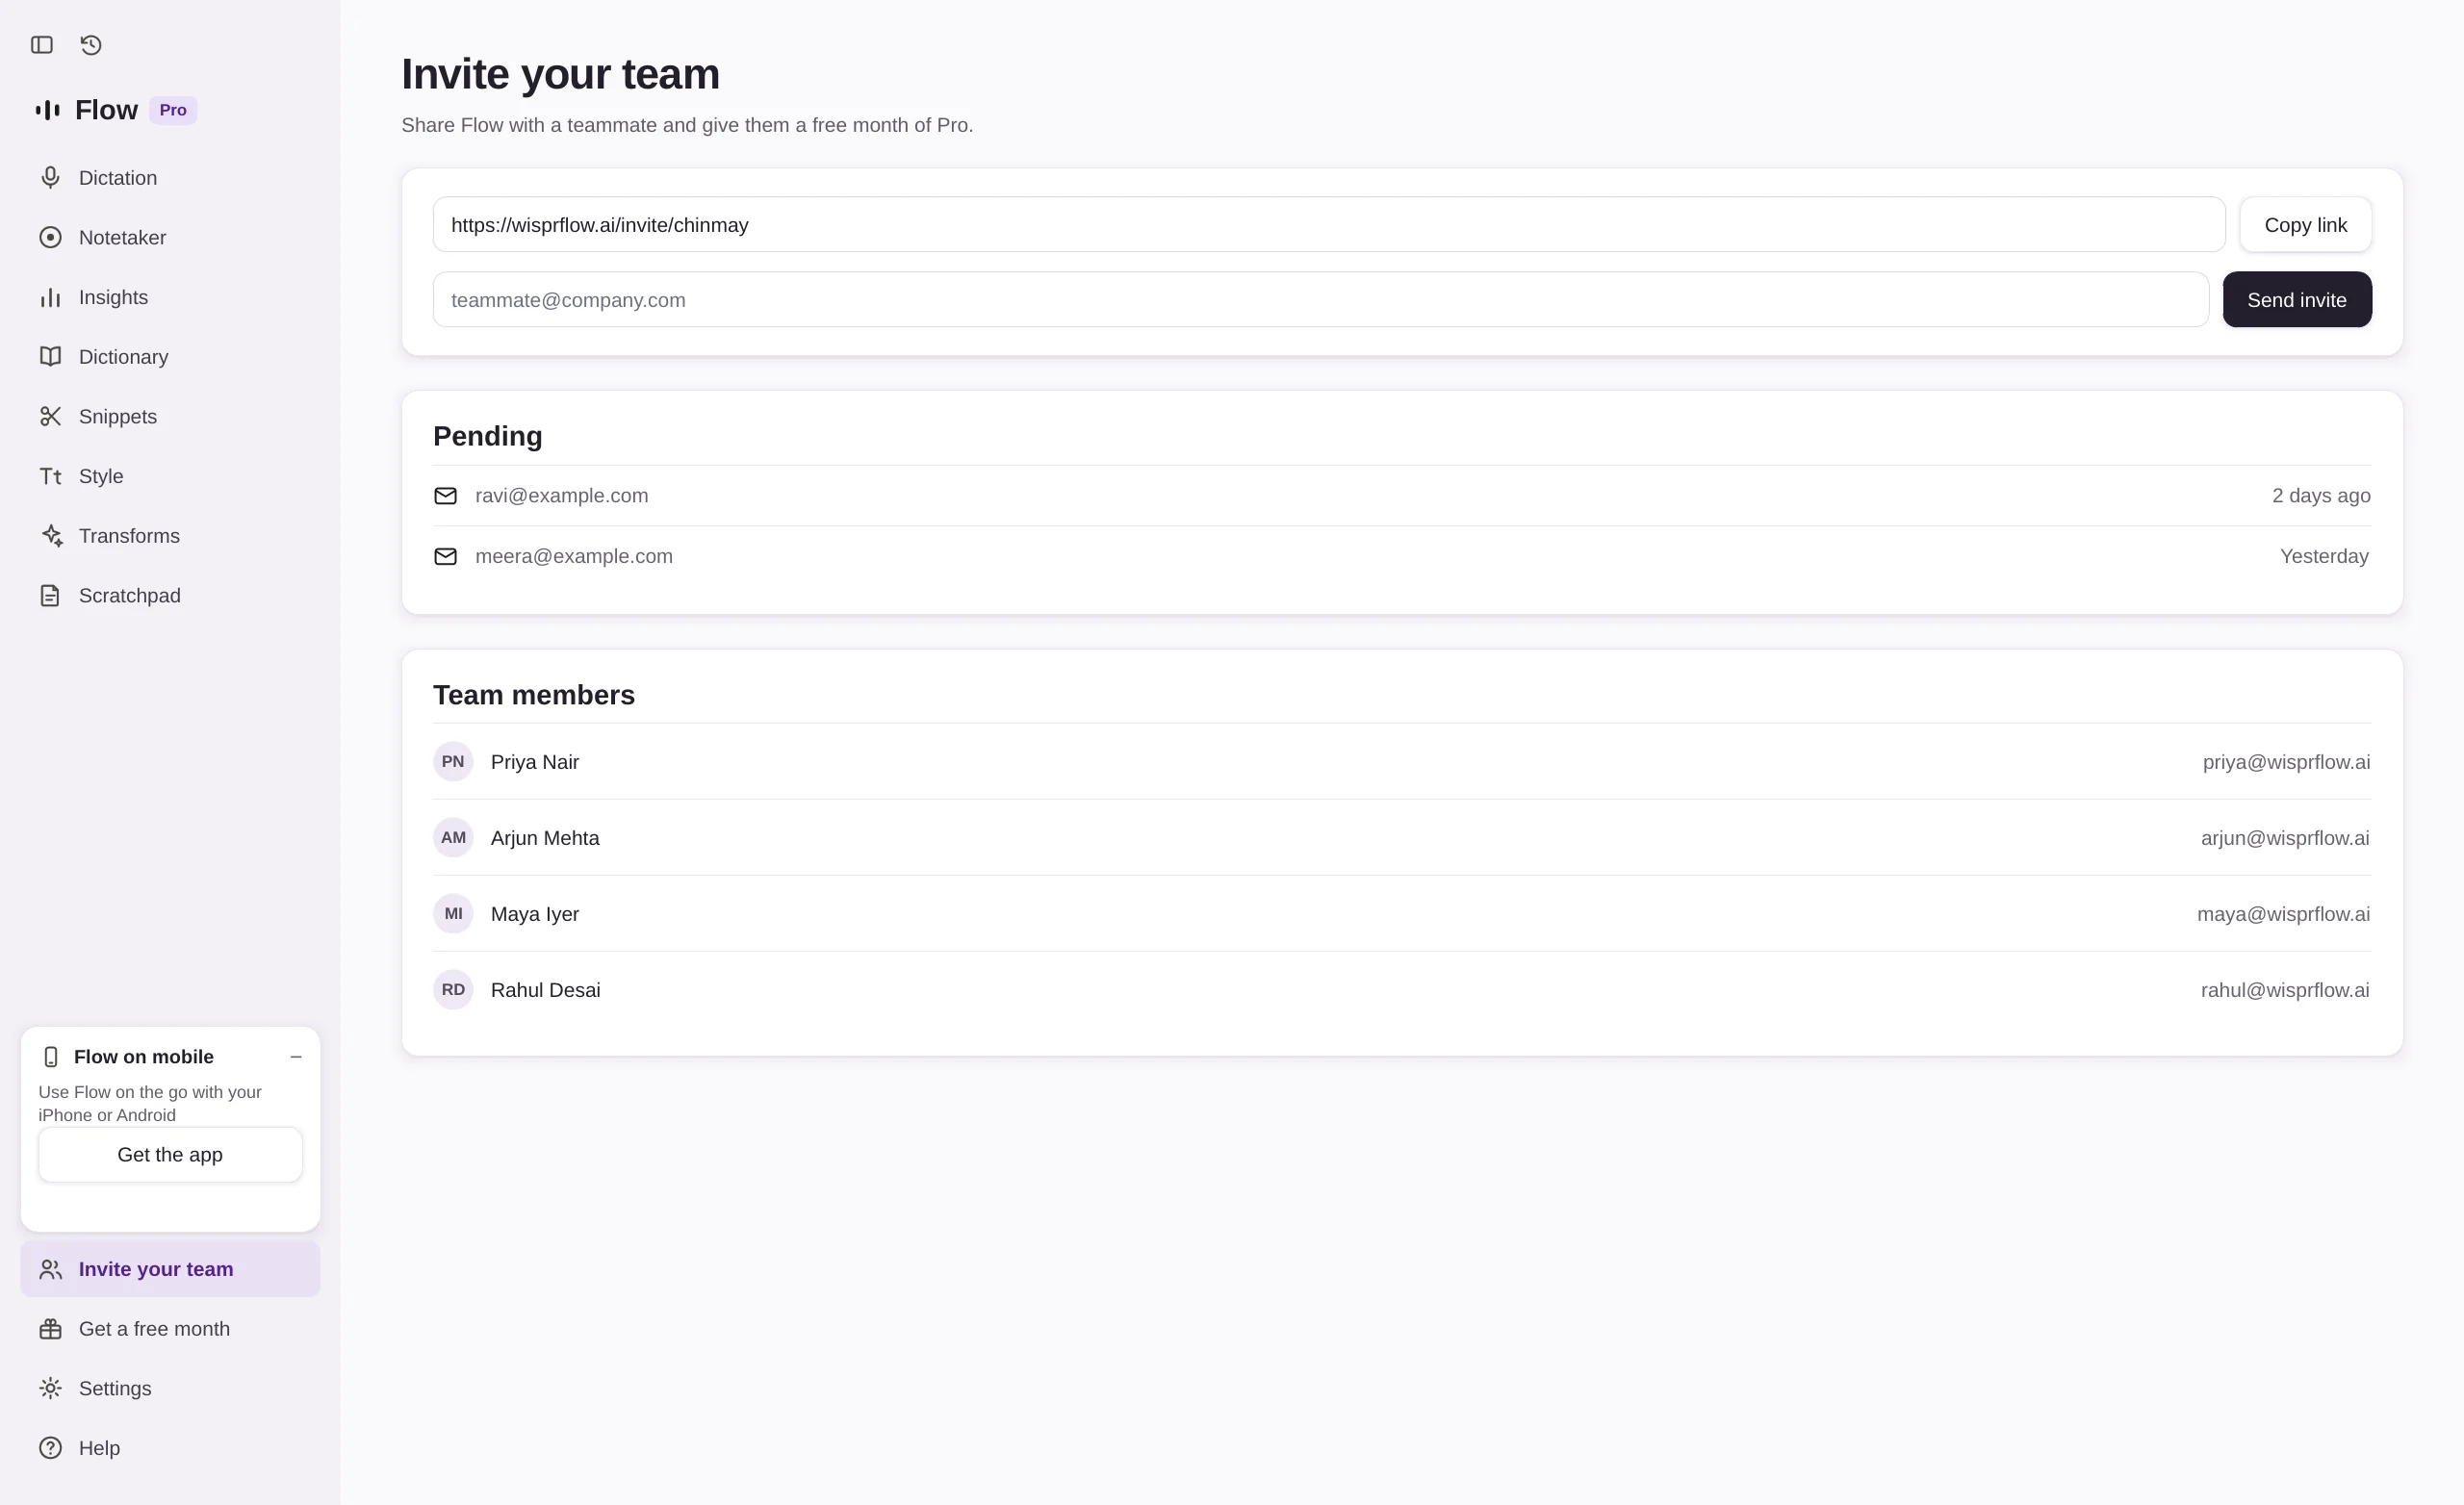 Flow Pro
Dictation
Notetaker
Insights
Dictionary
Snippets
Style
Transforms
Scratchpad
Flow on mobile
Use Flow on the go with your
iPhone or Android
Get the app
Invite your team
Get a free month
Settings
Help
Invite your team
Share Flow with a teammate and give them a free month of Pro.
https://wisprflow.ai/invite/chinmay Copy link
teammate@company.com Send invite
Pending
ravi@example.com 2 days ago
meera@example.com Yesterday
Team members
PN Priya Nair priya@wisprflow.ai
AM Arjun Mehta arjun@wisprflow.ai
MI Maya Iyer maya@wisprflow.ai
RD Rahul Desai rahul@wisprflow.ai